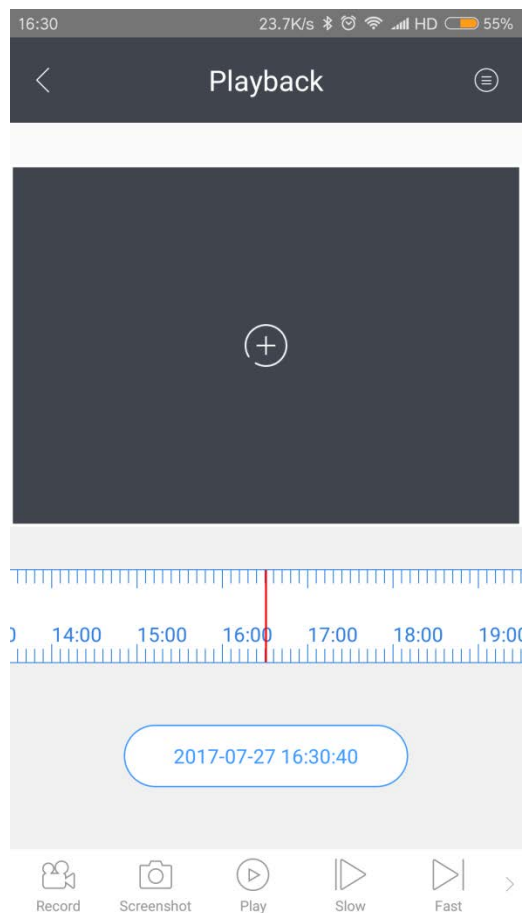 16:30 23.7K/s HD 55%
Playback
14:00 15:00 16:00 17:00 18:00 19:00
2017-07-27 16:30:40
Record Screenshot Play Slow Fast